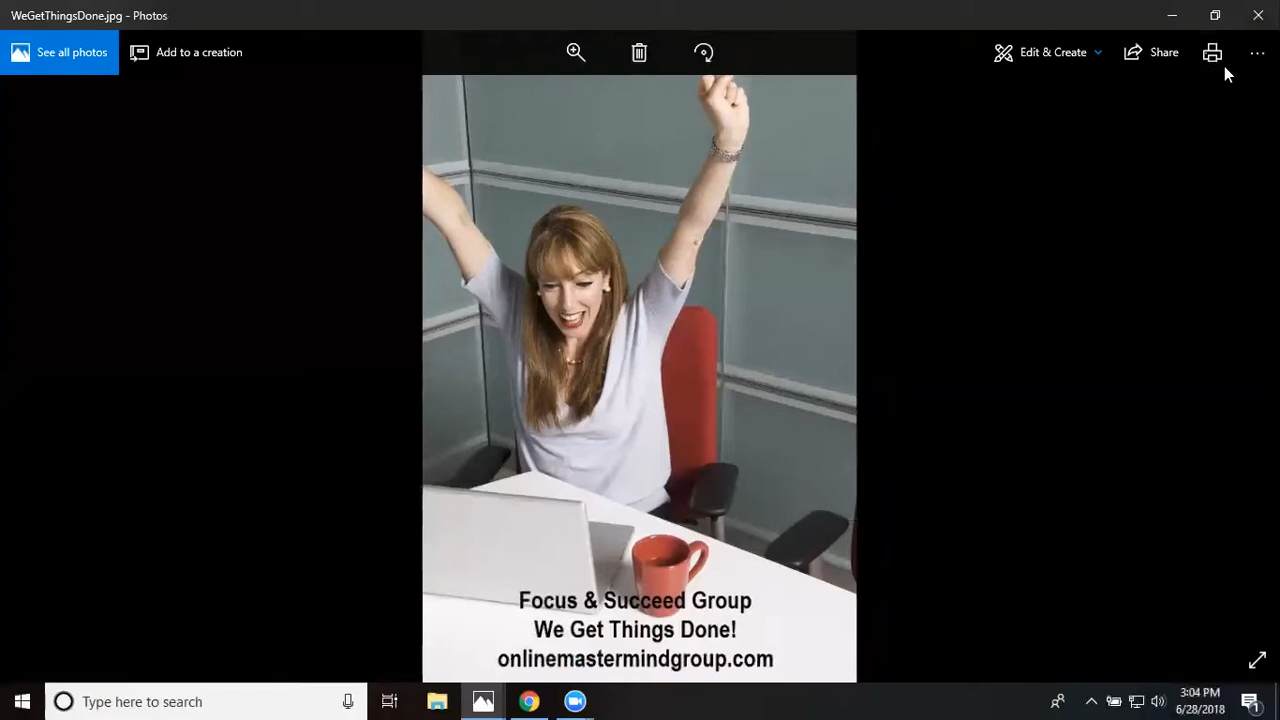 WeGetThingsDone.jpg - Photos
See all photos
Add to a creation
Edit & Create
Share
Focus & Succeed Group
We Get Things Done!
onlinemastermindgroup.com
Type here to search
3:04 PM
6/28/2018
1